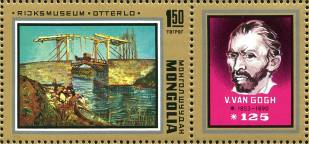 RIJKSMUSEUM - OTTERLO
1.50
ТӨГРӨГ
МОНГОЛ ШУУДАН
MONGOLIA
V. VAN GOGH
1853-1890
★125